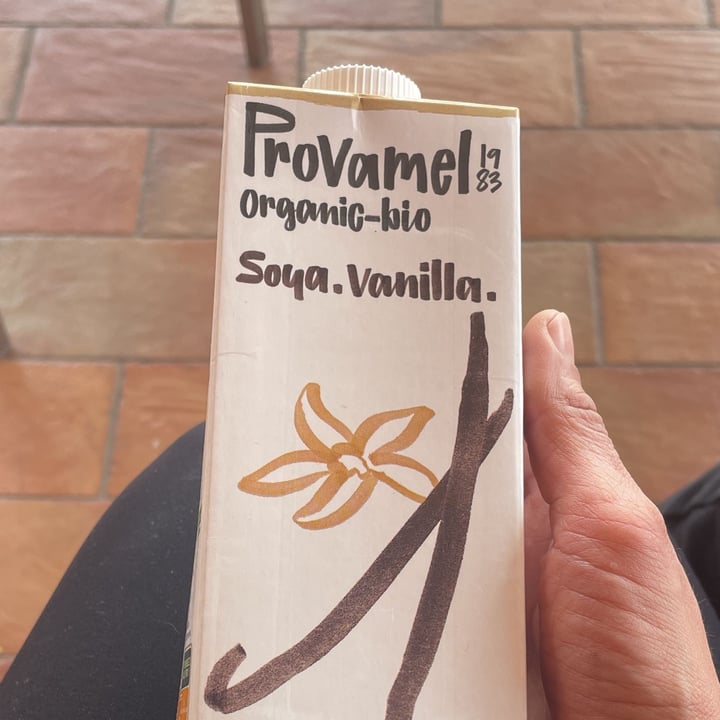 Provamel 19
83
Organic-bio
Soya. Vanilla.